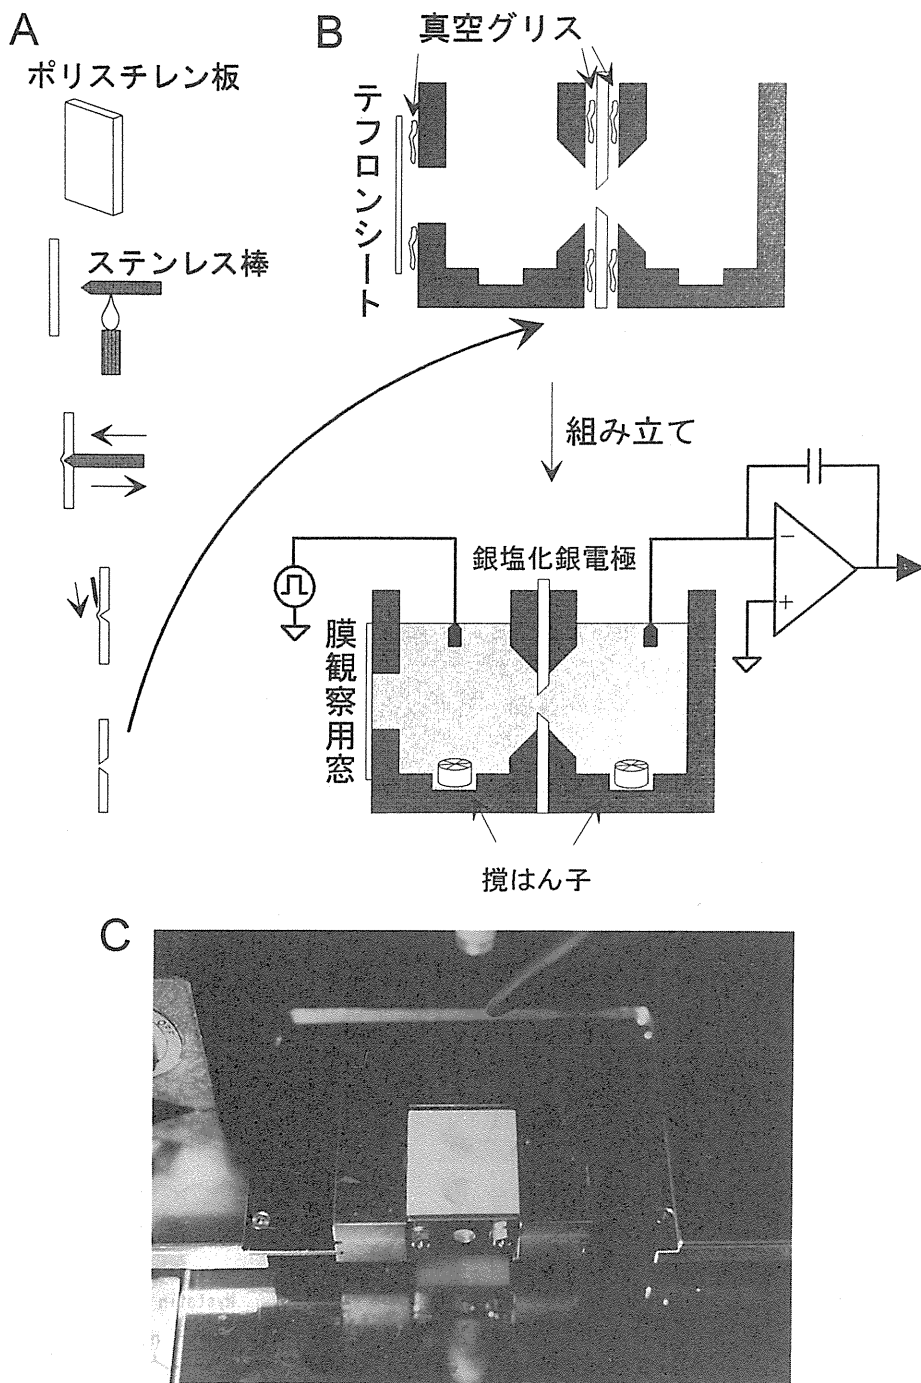 A
ポリスチレン板
ステンレス棒
B
真空グリス
テフロンシート
組み立て
銀塩化銀電極
−
+
膜観察用窓
撹はん子
C